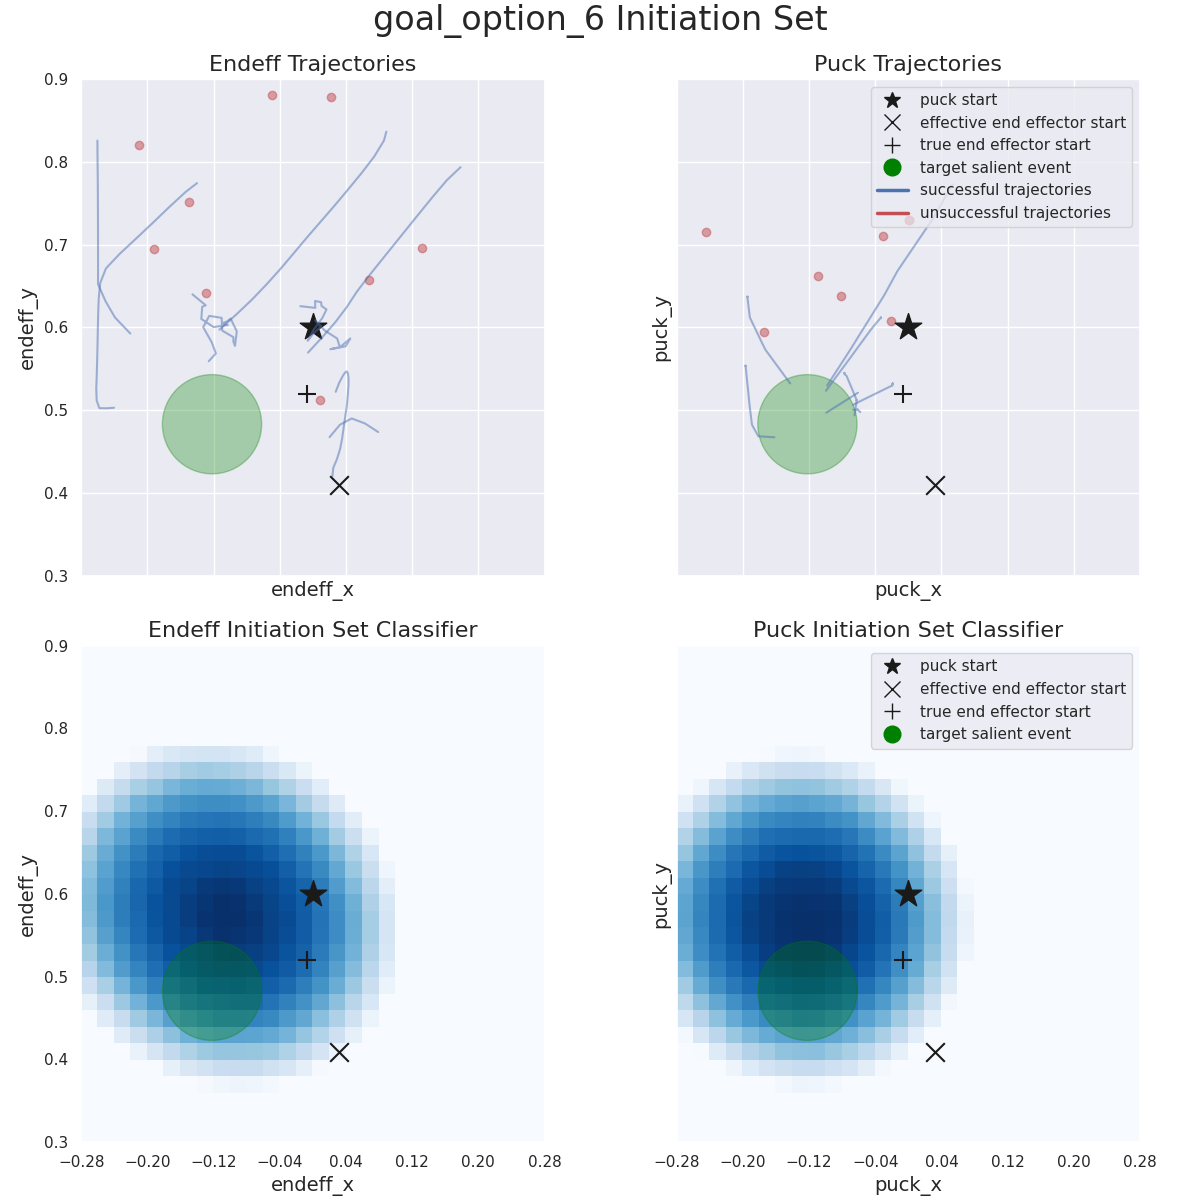 goal_option_6 Initiation Set
Endeff Trajectories
0.9
0.8
0.7
0.6
0.5
0.4
0.3
endeff_y
endeff_x
Puck Trajectories
puck start
effective end effector start
true end effector start
target salient event
successful trajectories
unsuccessful trajectories
puck_y
puck_x
Endeff Initiation Set Classifier
0.9
0.8
0.7
0.6
0.5
0.4
0.3
endeff_y
−0.28 −0.20 −0.12 −0.04 0.04 0.12 0.20 0.28
endeff_x
Puck Initiation Set Classifier
puck start
effective end effector start
true end effector start
target salient event
puck_y
−0.28 −0.20 −0.12 −0.04 0.04 0.12 0.20 0.28
puck_x